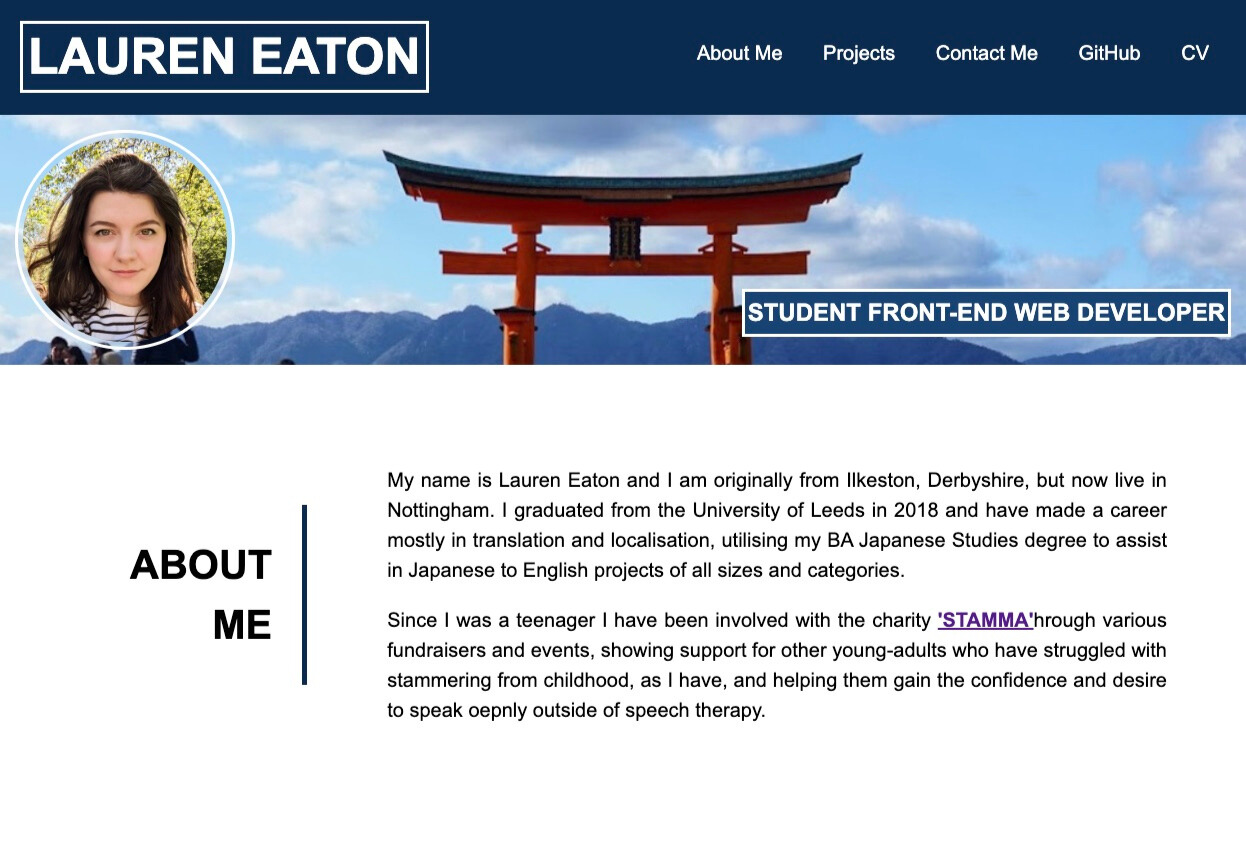 LAUREN EATON
About Me Projects Contact Me GitHub CV
STUDENT FRONT-END WEB DEVELOPER
ABOUT
ME
My name is Lauren Eaton and I am originally from Ilkeston, Derbyshire, but now live in
Nottingham. I graduated from the University of Leeds in 2018 and have made a career
mostly in translation and localisation, utilising my BA Japanese Studies degree to assist
in Japanese to English projects of all sizes and categories.
Since I was a teenager I have been involved with the charity 'STAMMA'hrough various
fundraisers and events, showing support for other young-adults who have struggled with
stammering from childhood, as I have, and helping them gain the confidence and desire
to speak oepnly outside of speech therapy.